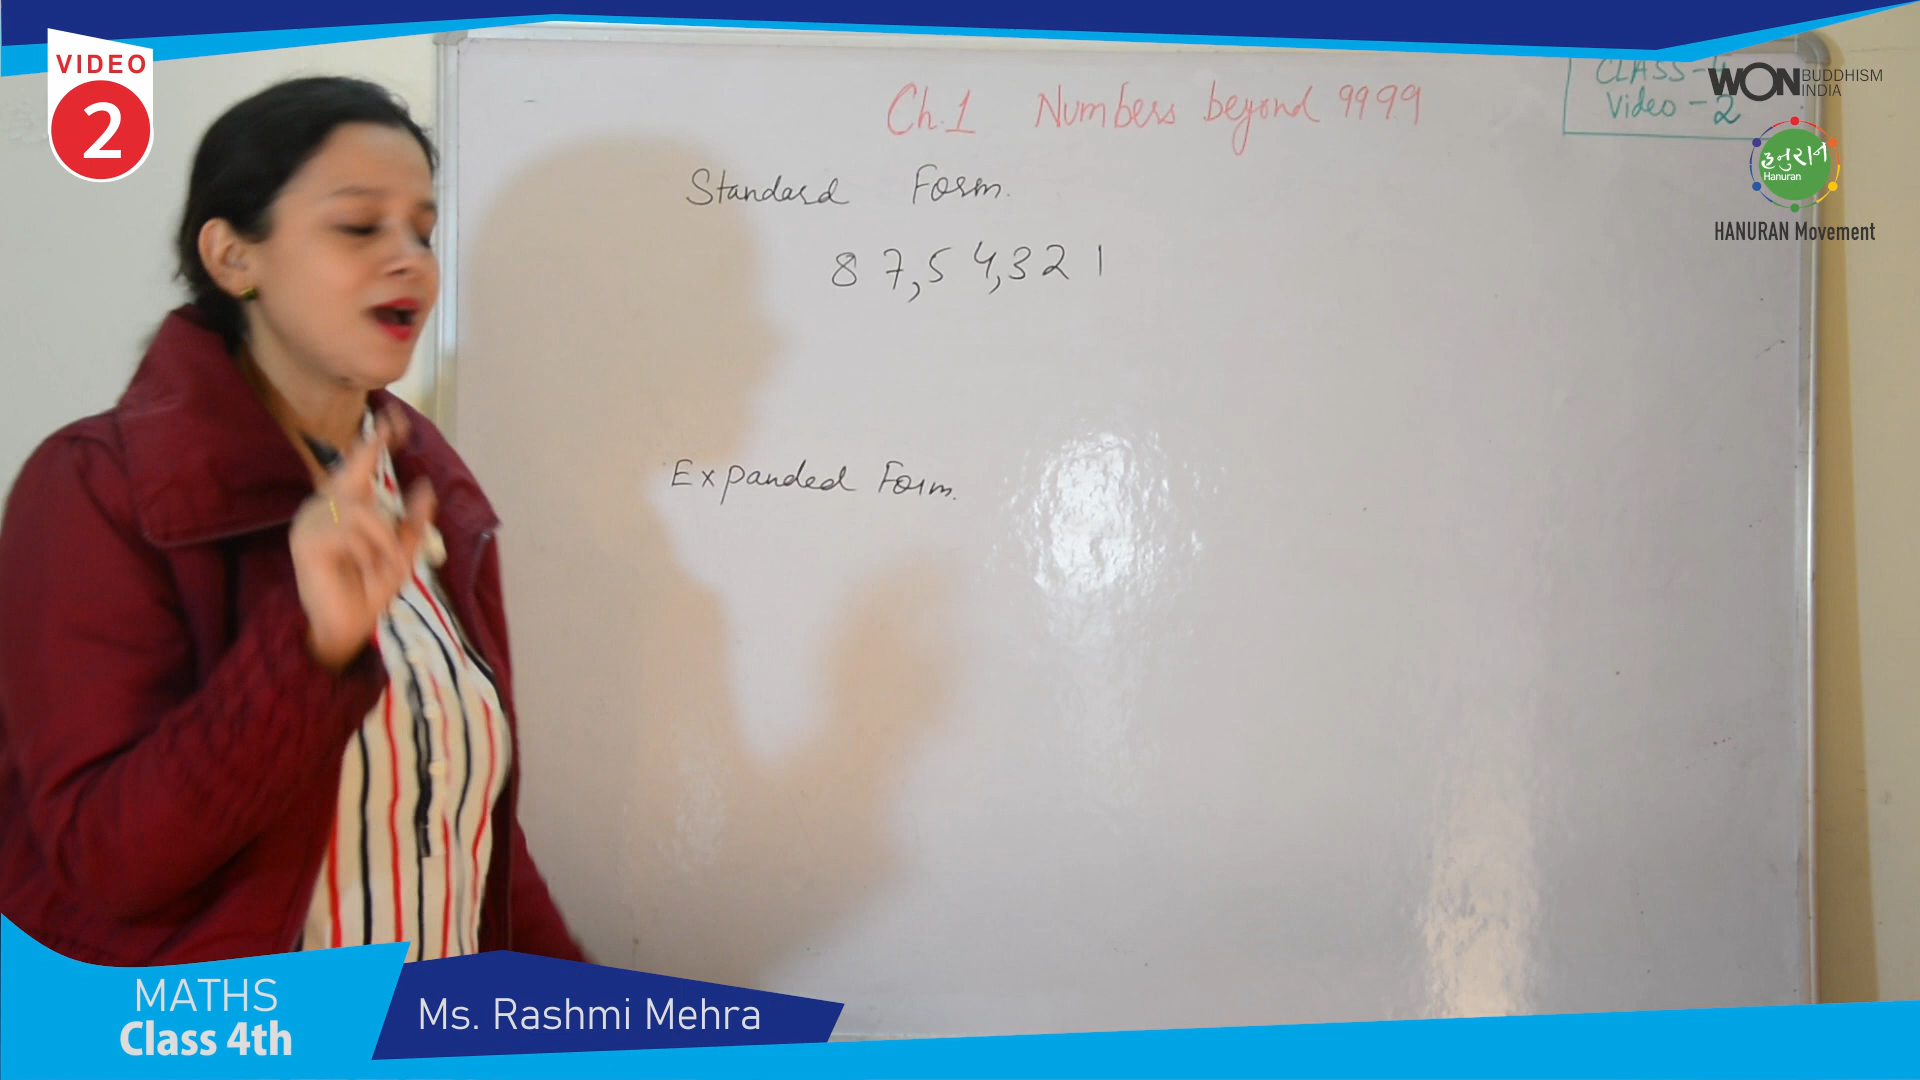 VIDEO
2
Ch.1 Numbers beyond 9999
CLASS-4
Video-2
WON BUDDHISM INDIA
હનુરાન
Hanuran
HANURAN Movement
Standard Form.
87,54,321
Expanded Form.
MATHS
Class 4th
Ms. Rashmi Mehra